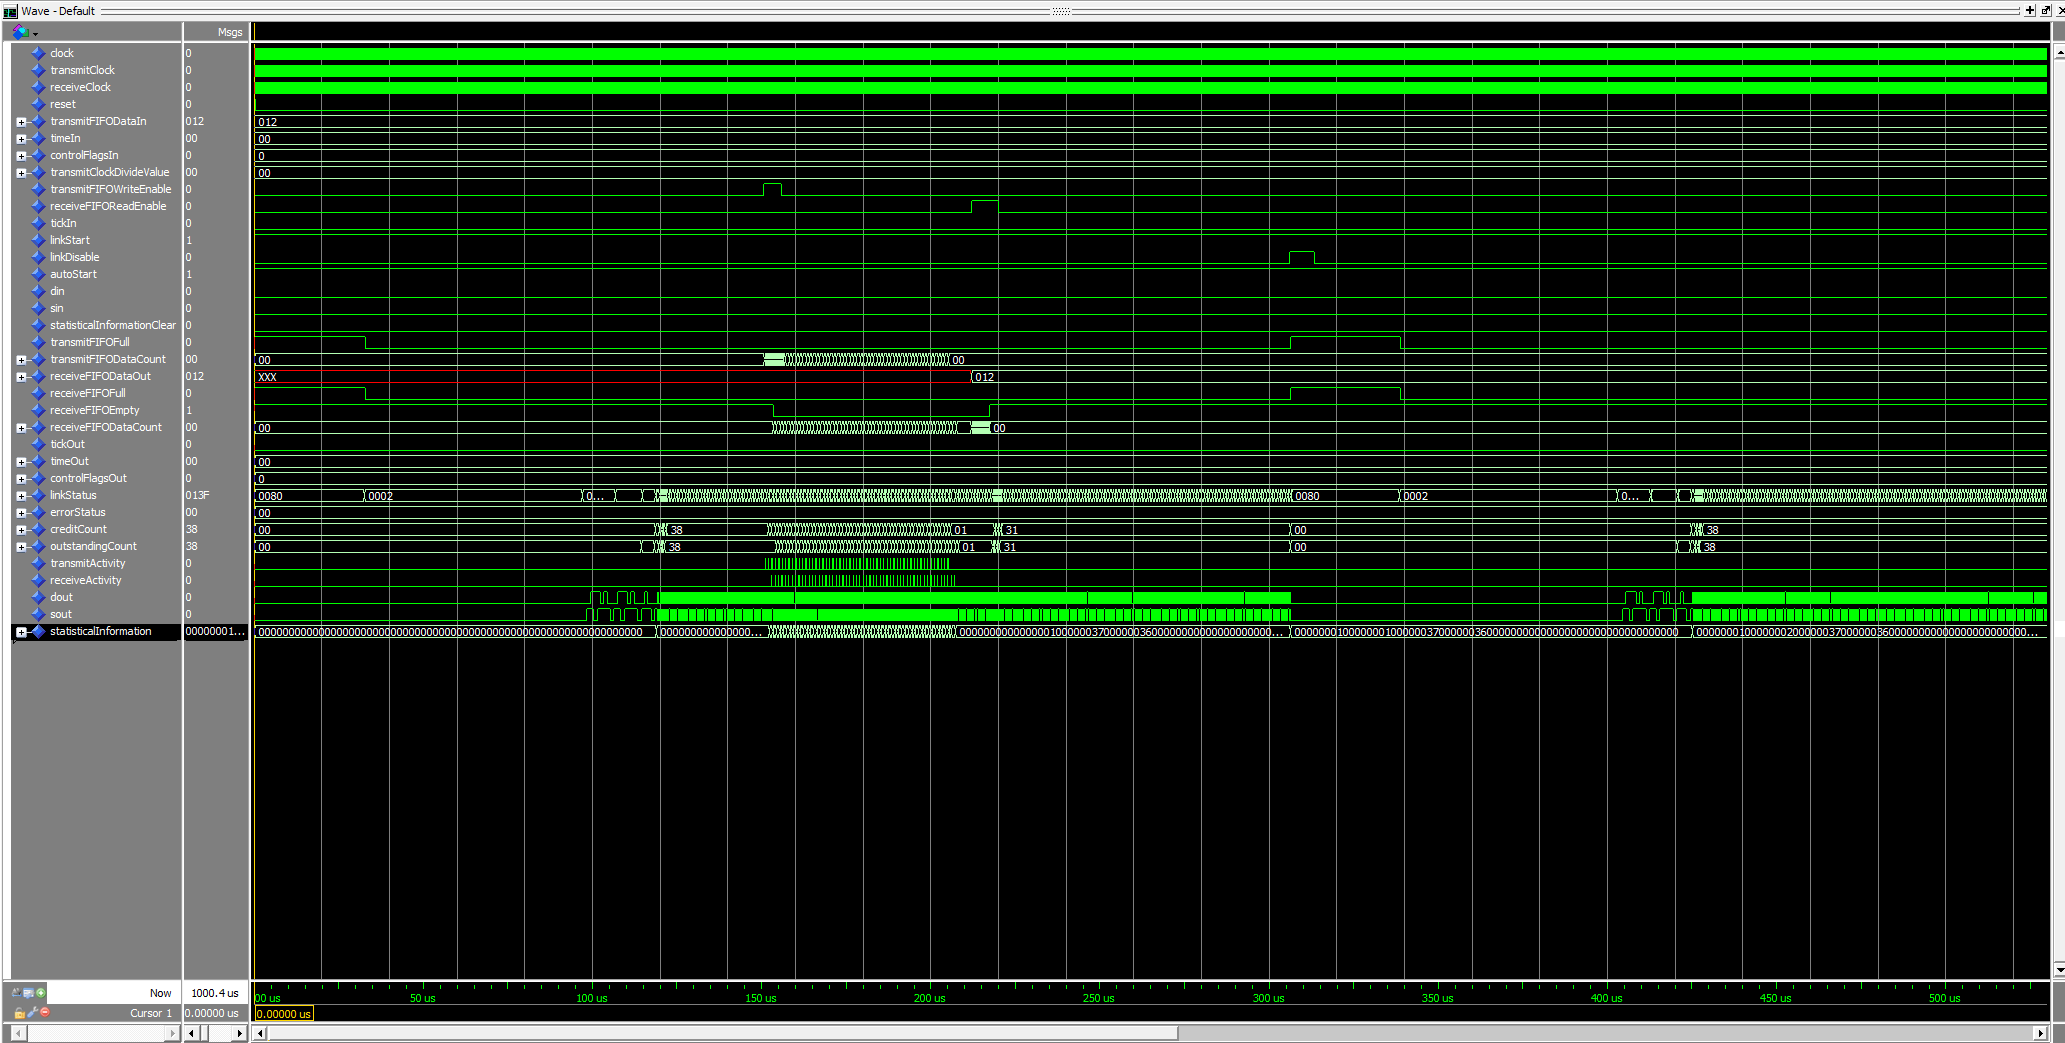 Wave - Default
Msgs
clock 0
transmitClock 0
receiveClock 0
reset 0
transmitFIFODataIn 012 012
timeIn 00 00
controlFlagsIn 0 0
transmitClockDivideValue 00 00
transmitFIFOWriteEnable 0
receiveFIFOReadEnable 0
tickIn 0
linkStart 1
linkDisable 0
autoStart 1
din 0
sin 0
statisticalInformationClear 0
transmitFIFOFull 0
transmitFIFODataCount 00 00 00
receiveFIFODataOut 012 XXX 012
receiveFIFOFull 0
receiveFIFOEmpty 1
receiveFIFODataCount 00 00 00
tickOut 0
timeOut 00 00
controlFlagsOut 0 0
linkStatus 013F 0080 0002 0... 0080 0002 0...
errorStatus 00 00
creditCount 38 00 38 01 31 00 38
outstandingCount 38 00 38 01 31 00 38
transmitActivity 0
receiveActivity 0
dout 0
sout 0
statisticalInformation 00000001...
Now 1000.4 us 00 us 50 us 100 us 150 us 200 us 250 us 300 us 350 us 400 us 450 us 500 us
Cursor 1 0.00000 us 0.00000 us